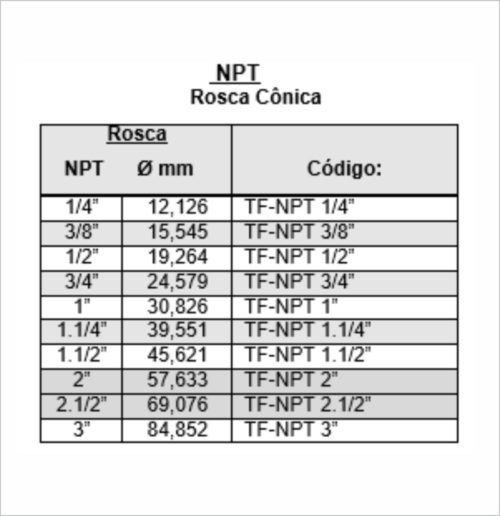 NPT
Rosca Cônica
Rosca
NPT Ø mm Código:
1/4” 12,126 TF-NPT 1/4”
3/8” 15,545 TF-NPT 3/8”
1/2” 19,264 TF-NPT 1/2”
3/4” 24,579 TF-NPT 3/4”
1” 30,826 TF-NPT 1”
1.1/4” 39,551 TF-NPT 1.1/4”
1.1/2” 45,621 TF-NPT 1.1/2”
2” 57,633 TF-NPT 2”
2.1/2” 69,076 TF-NPT 2.1/2”
3” 84,852 TF-NPT 3”